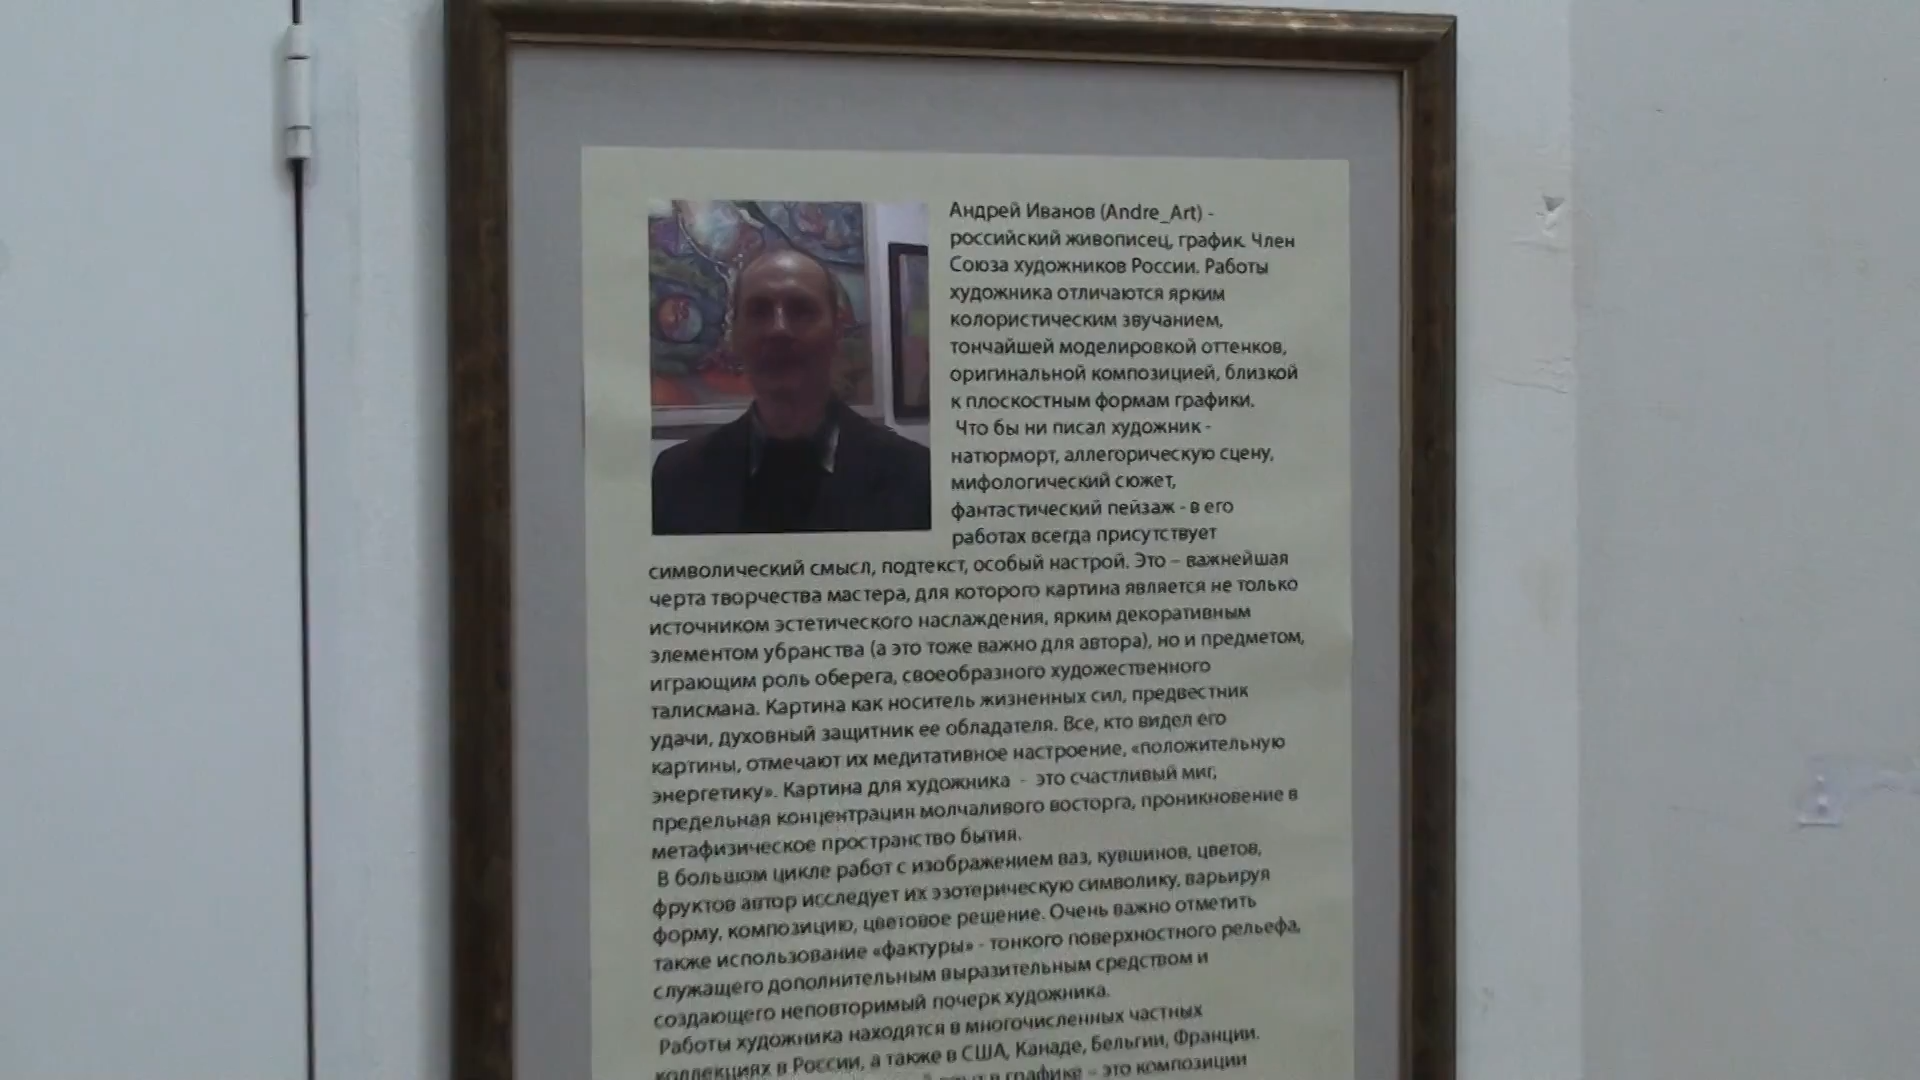 Андрей Иванов (Andre_Art) -
российский живописец, график. Член
Союза художников России. Работы
художника отличаются ярким
колористическим звучанием,
тончайшей моделировкой оттенков,
оригинальной композицией, близкой
к плоскостным формам графики.
Что бы ни писал художник -
натюрморт, аллегорическую сцену,
мифологический сюжет,
фантастический пейзаж - в его
работах всегда присутствует
символический смысл, подтекст, особый настрой. Это – важнейшая
черта творчества мастера, для которого картина является не только
источником эстетического наслаждения, ярким декоративным
элементом убранства (а это тоже важно для автора), но и предметом,
играющим роль оберега, своеобразного художественного
талисмана. Картина как носитель жизненных сил, предвестник
удачи, духовный защитник ее обладателя. Все, кто видел его
картины, отмечают их медитативное настроение, «положительную
энергетику». Картина для художника - это счастливый миг,
предельная концентрация молчаливого восторга, проникновение в
метафизическое пространство бытия.
В большом цикле работ с изображением ваз, кувшинов, цветов,
фруктов автор исследует их эзотерическую символику, варьируя
форму, композицию, цветовое решение. Очень важно отметить
также использование «фактуры» - тонкого поверхностного рельефа,
служащего дополнительным выразительным средством и
создающего неповторимый почерк художника.
Работы художника находятся в многочисленных частных
коллекциях в России, а также в США, Канаде, Бельгии, Франции.
в графике – это композиции